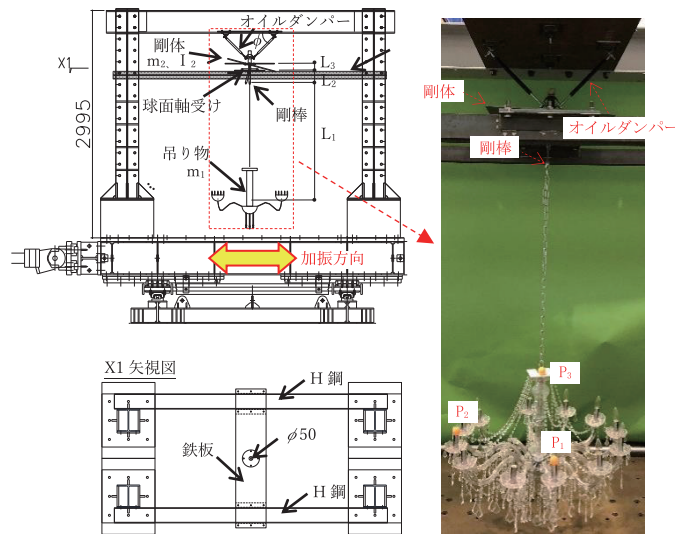 オイルダンパー
φ
剛体
m₂、I₂
X1
L₃
L₂
球面軸受け
剛棒
2995
L₁
吊り物
m₁
加振方向
剛体
オイルダンパー
剛棒
P₃
P₂
P₁
X1 矢視図
H 鋼
φ50
鉄板
H 鋼